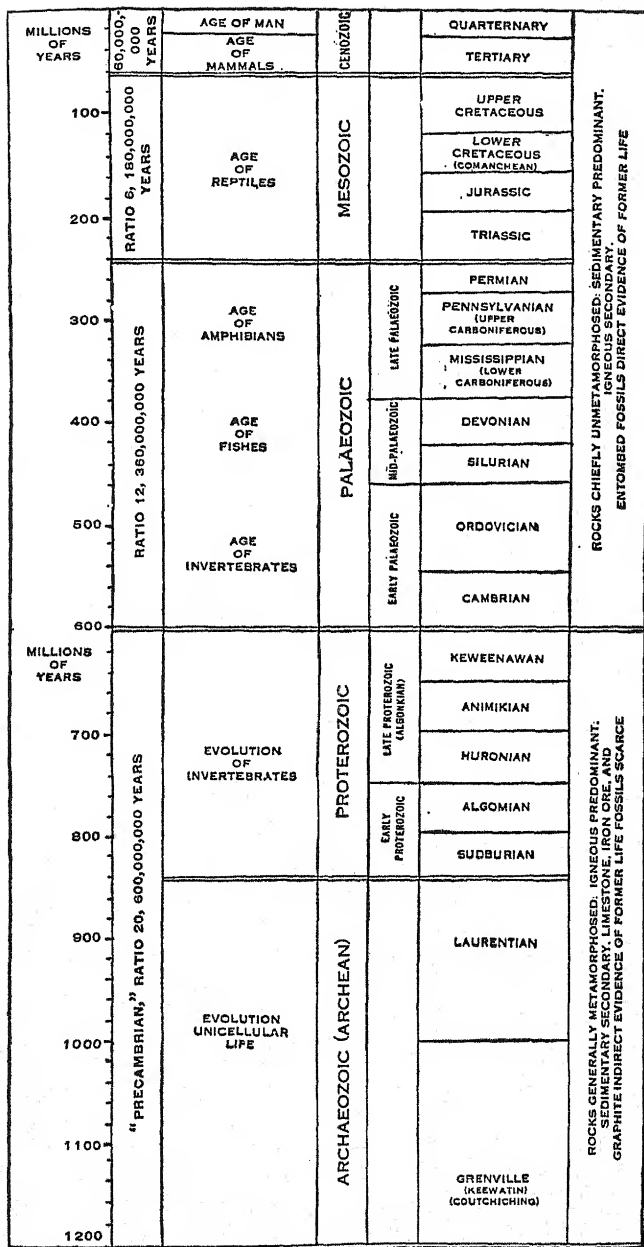 MILLIONS
OF
YEARS
60,000,-
000
YEARS
AGE OF MAN
AGE
OF
MAMMALS
CENOZOIC
QUARTERNARY
TERTIARY
100
200
RATIO 6, 180,000,000
YEARS
AGE
OF
REPTILES
MESOZOIC
UPPER
CRETACEOUS
LOWER
CRETACEOUS
(COMANCHEAN)
JURASSIC
TRIASSIC
300
400
500
600
RATIO 12, 360,000,000 YEARS
AGE
OF
AMPHIBIANS
AGE
OF
FISHES
AGE
OF
INVERTEBRATES
PALAEOZOIC
LATE PALAEOZOIC
MID-PALAEOZOIC
EARLY PALAEOZOIC
PERMIAN
PENNSYLVANIAN
(UPPER
CARBONIFEROUS)
MISSISSIPPIAN
(LOWER
CARBONIFEROUS)
DEVONIAN
SILURIAN
ORDOVICIAN
CAMBRIAN
ROCKS CHIEFLY UNMETAMORPHOSED: SEDIMENTARY PREDOMINANT.
IGNEOUS SECONDARY.
ENTOMBED FOSSILS DIRECT EVIDENCE OF FORMER LIFE
MILLIONS
OF
YEARS
700
800
900
1000
1100
1200
"PRECAMBRIAN," RATIO 20, 600,000,000 YEARS
EVOLUTION
OF
INVERTEBRATES
EVOLUTION
UNICELLULAR
LIFE
PROTEROZOIC
ARCHAEOZOIC (ARCHEAN)
LATE PROTEROZOIC
(ALGONKIAN)
EARLY
PROTEROZOIC
KEWEENAWAN
ANIMIKIAN
HURONIAN
ALGOMIAN
SUDBURIAN
LAURENTIAN
GRENVILLE
(KEEWATIN)
(COUTCHICHING)
ROCKS GENERALLY METAMORPHOSED: IGNEOUS PREDOMINANT:
SEDIMENTARY SECONDARY. LIMESTONE, IRON ORE, AND
GRAPHITE INDIRECT EVIDENCE OF FORMER LIFE FOSSILS SCARCE